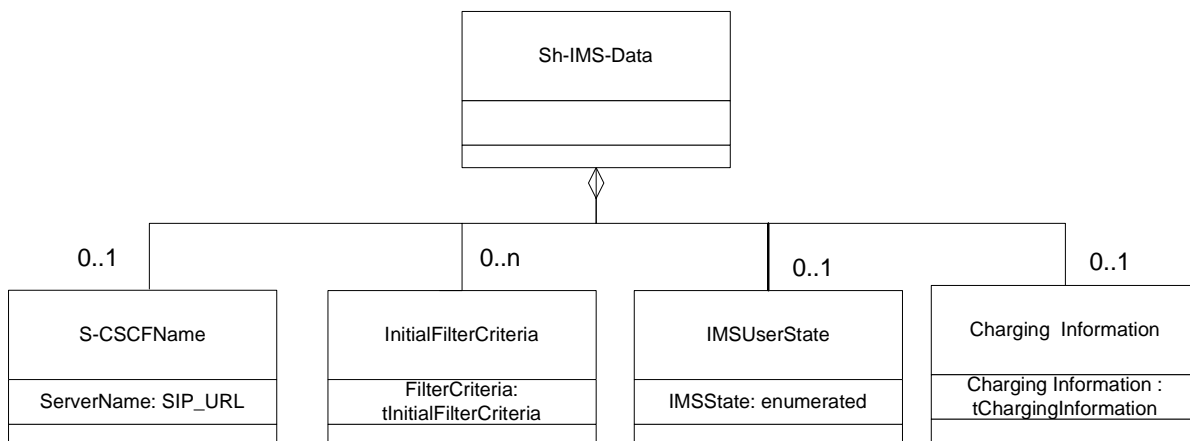 Sh-IMS-Data
0..1
0..n
0..1
0..1
S-CSCFName
InitialFilterCriteria
IMSUserState
Charging Information
ServerName: SIP_URL
FilterCriteria:
tInitialFilterCriteria
IMSState: enumerated
Charging Information :
tChargingInformation